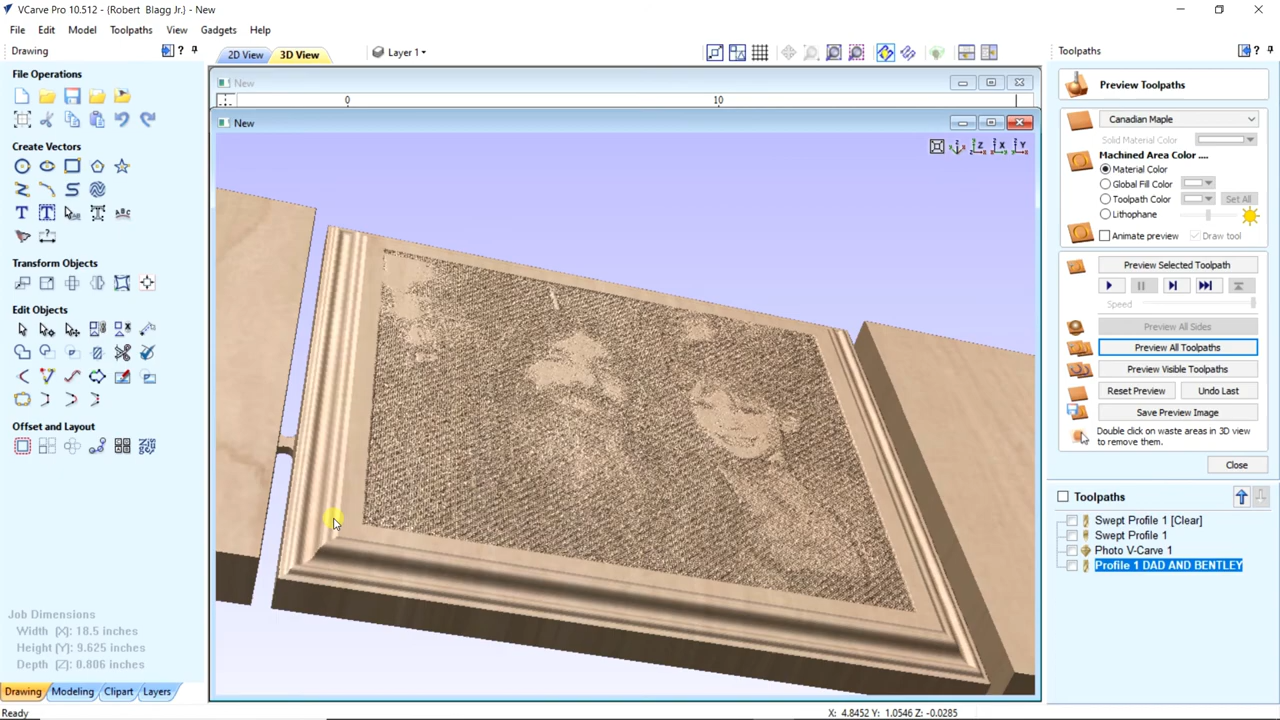 VCarve Pro 10.512 - (Robert Blagg Jr.) - New
File Edit Model Toolpaths View Gadgets Help
Drawing ?
2D View 3D View Layer 1
Toolpaths ?
File Operations
Create Vectors
Transform Objects
Edit Objects
Offset and Layout
Job Dimensions
Width [X]: 18.5 inches
Height [Y]: 9.625 inches
Depth [Z]: 0.806 inches
Drawing Modeling Clipart Layers
Ready
New
0 10
New
Z X Y
Preview Toolpaths
Canadian Maple
Solid Material Color
Machined Area Color ....
Material Color
Global Fill Color
Toolpath Color Set All
Lithophane
Animate preview Draw tool
Preview Selected Toolpath
Speed
Preview All Sides
Preview All Toolpaths
Preview Visible Toolpaths
Reset Preview Undo Last
Save Preview Image
Double click on waste areas in 3D view
to remove them.
Close
Toolpaths
Swept Profile 1 [Clear]
Swept Profile 1
Photo V-Carve 1
Profile 1 DAD AND BENTLEY
X: 4.8452 Y: 1.0546 Z: -0.0285